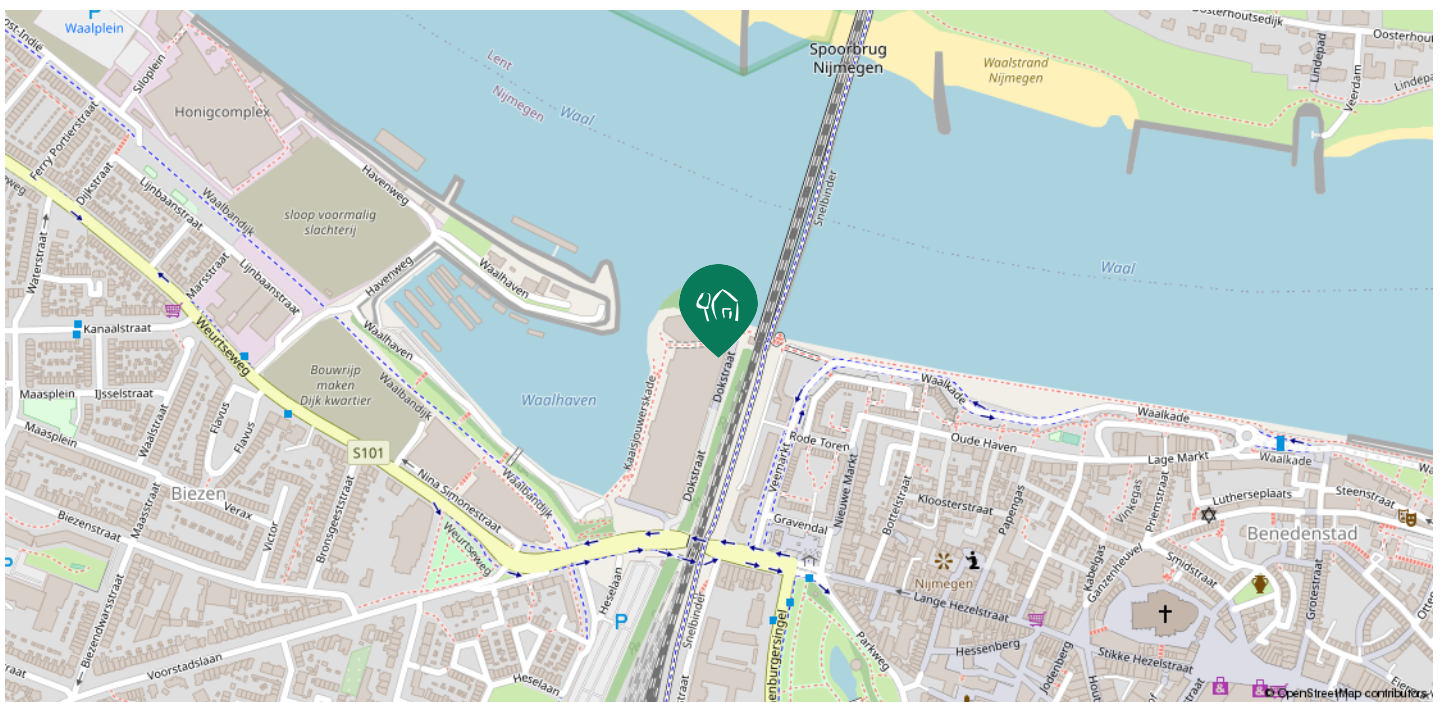 Waalplein
Oost-Indië
Sloplein
Honigcomplex
Ferry Portierstraat
Dijkstraat
Lijnbaanstraat
Waalbandijk
Havenweg
sloop voormalig
slachterij
Lent
Nijmegen
Waal
Spoorbrug
Nijmegen
Snelbinder
Waalstrand
Nijmegen
Oosterhoutsedijk
Oosterhout
Lindepad
Veerdam
Lindepa
Waterstraat
Marsstraat
Lijnbaanstraat
Havenweg
Waalhaven
Waal
Kanaalstraat
Weurtseweg
Waalhaven
Bouwrijp
maken
Dijk kwartier
Waalbandijk
Waalhaven
Kaaisjouwerskade
Dokstraat
Dokstraat
Maasplein
IJsselstraat
Maasplein
Waalstraat
Flavus
Flavus
S101
Biezen
Verax
Maasstraat
Biezenstraat
Victor
Bronsgeeststraat
Nina Simonestraat
Waalbandijk
Weurtseweg
Biezendwarsstraat
Voorstadslaan
Heselaan
Heselaan
P
Snelbinder
Waalkade
Waalkade
Waalkade
Rode Toren
Oude Haven
Lage Markt
Veemarkt
Nieuwe Markt
Bottelstraat
Kloosterstraat
Papengas
Vinkegas
Priemstraat
Lutherseplaats
Steenstraat
Gravendal
Nijmegen
Kabelgas
Ganzenheuvel
Smidstraat
Benedenstad
Grotestraat
Lange Hezelstraat
Parkweg
Hessenberg
Jodenberg
Stikke Hezelstraat
© OpenStreetMap contributors